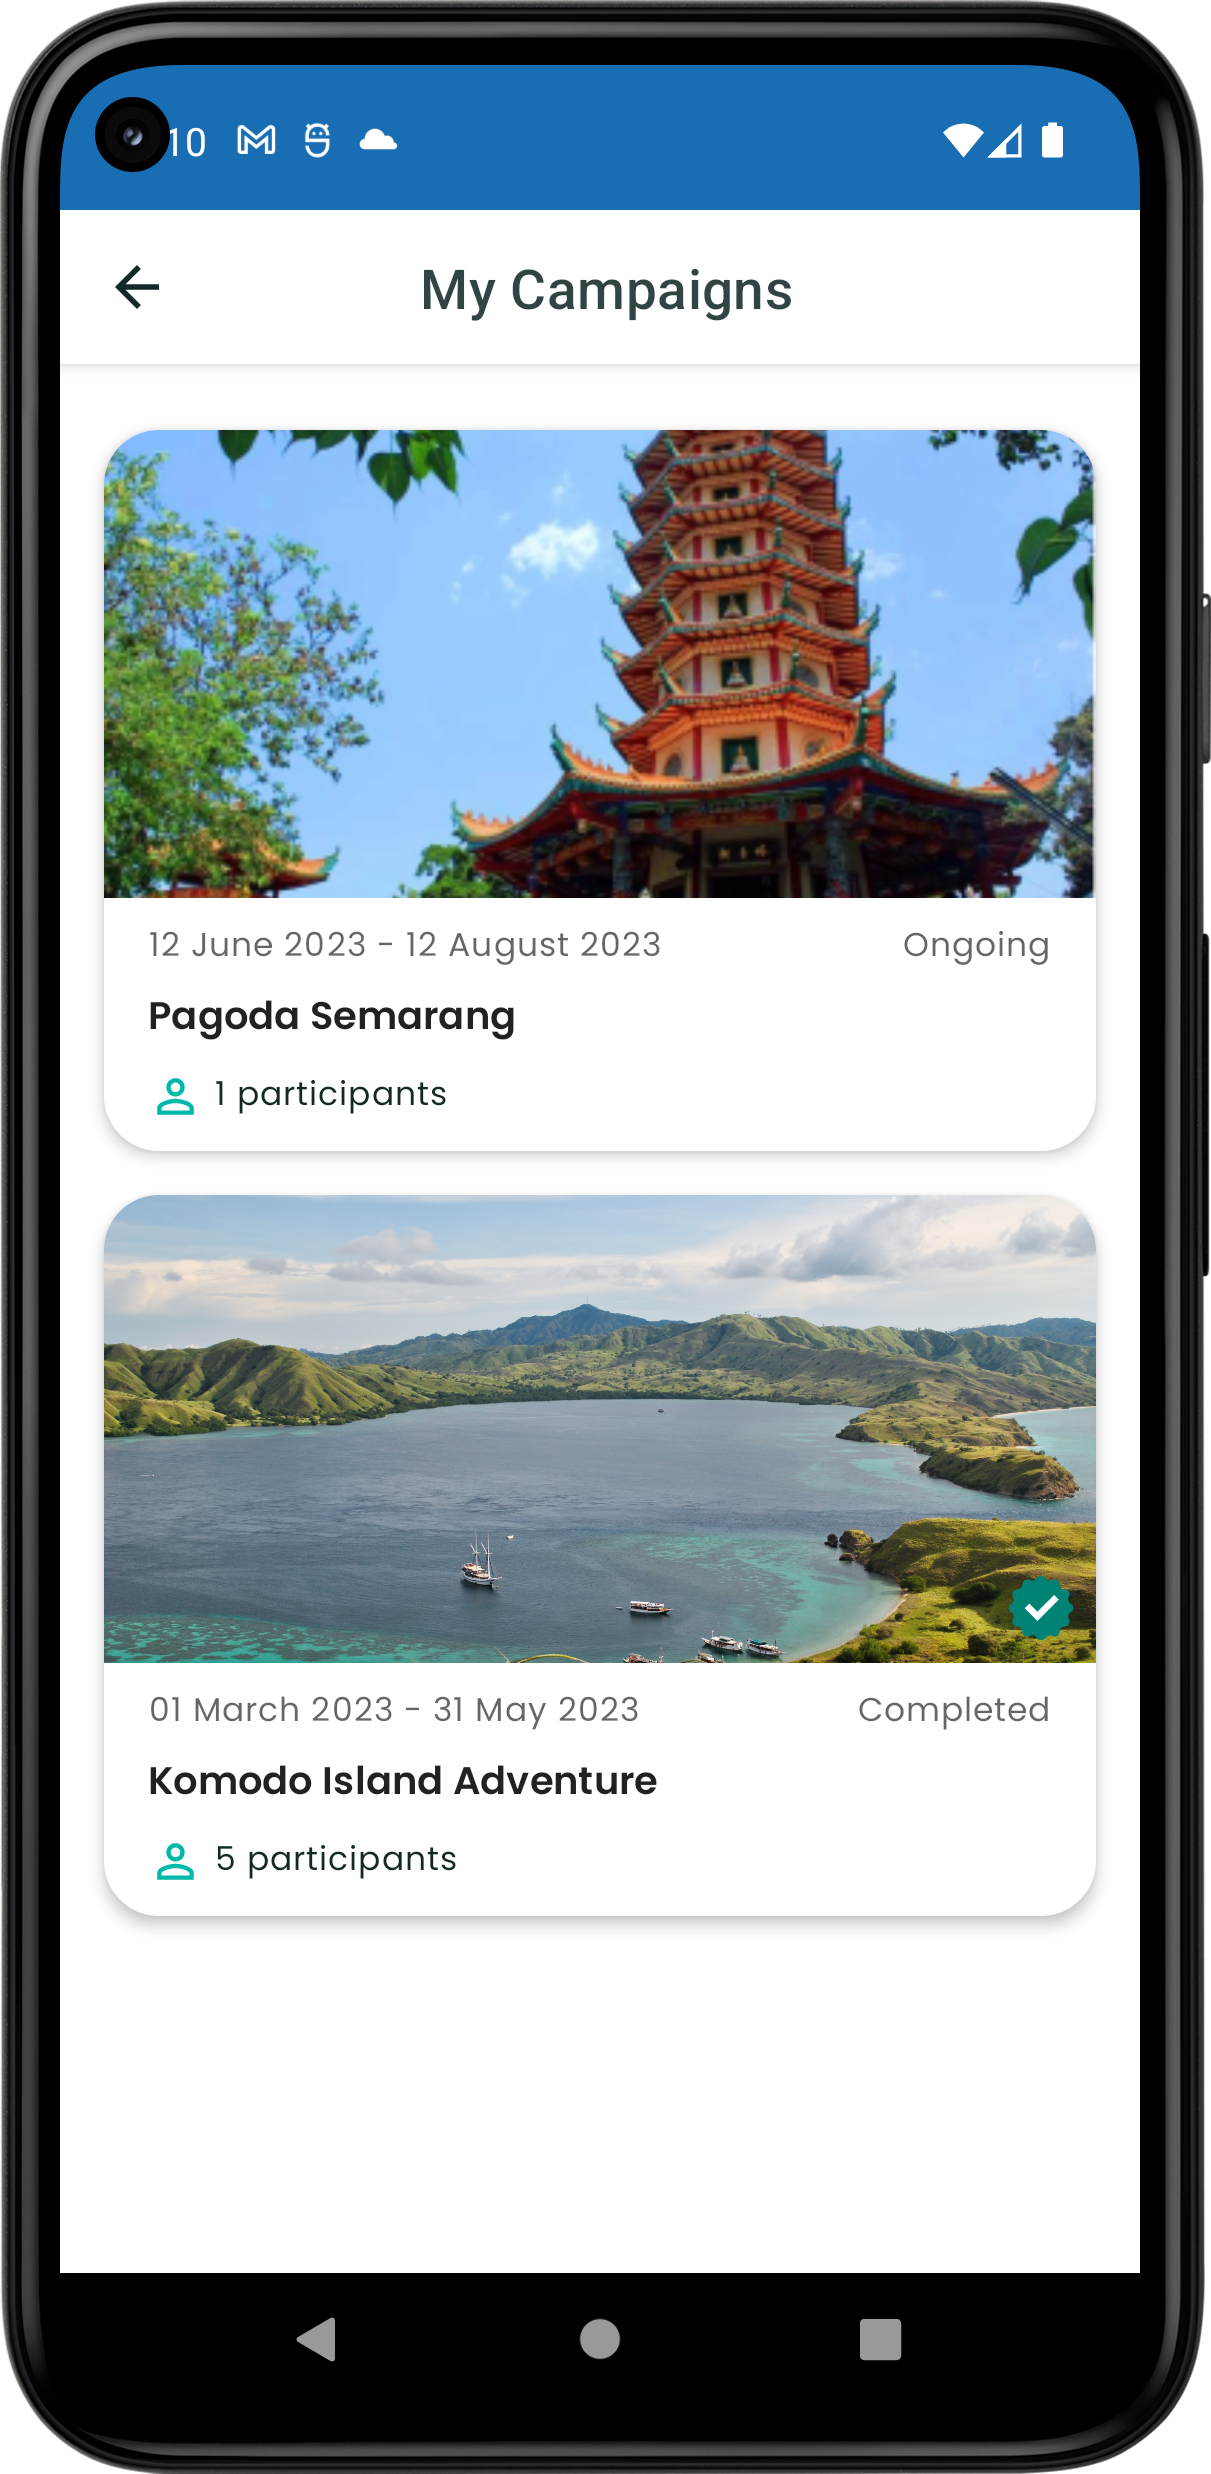 10
My Campaigns
12 June 2023 - 12 August 2023
Ongoing
Pagoda Semarang
1 participants
01 March 2023 - 31 May 2023
Completed
Komodo Island Adventure
5 participants